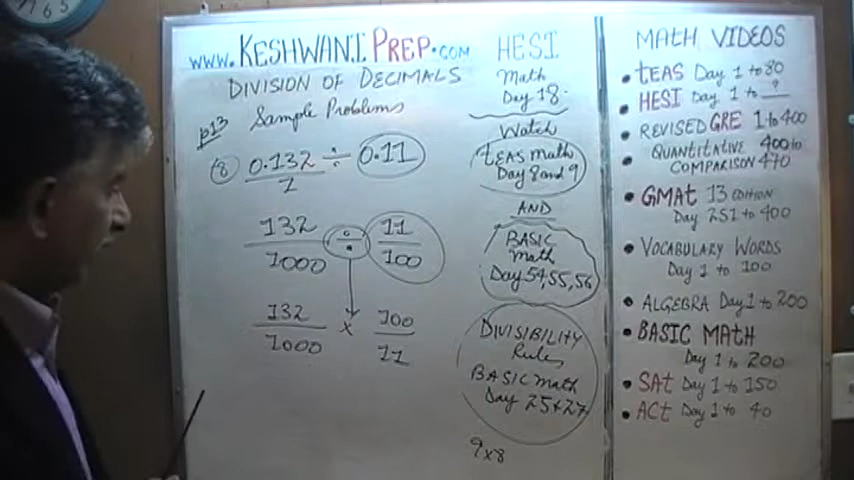 www.KESHWANIPREP.COM
DIVISION OF DECIMALS
p13 Sample Problems
8 0.132 ÷ 0.11
1
132 ÷ 11
1000 100
132 x 100
1000 11
HESI
Math
Day 18.
Watch
TEAS Math
Day 8 and 9
AND
BASIC
Math
Day 54,55,56
DIVISIBILITY
Rules
BASIC Math
Day 25+27
9x8
MATH VIDEOS
• TEAS Day 1 to 80
• HESI Day 1 to ?
• REVISED GRE 1 to 400
• QUANTITATIVE 400 to
COMPARISON 470
• GMAT 13 EDITION
Day 251 to 400
• VOCABULARY WORDS
Day 1 to 100
• ALGEBRA Day 1 to 200
• BASIC MATH
Day 1 to 200
• SAT Day 1 to 150
• ACT Day 1 to 40